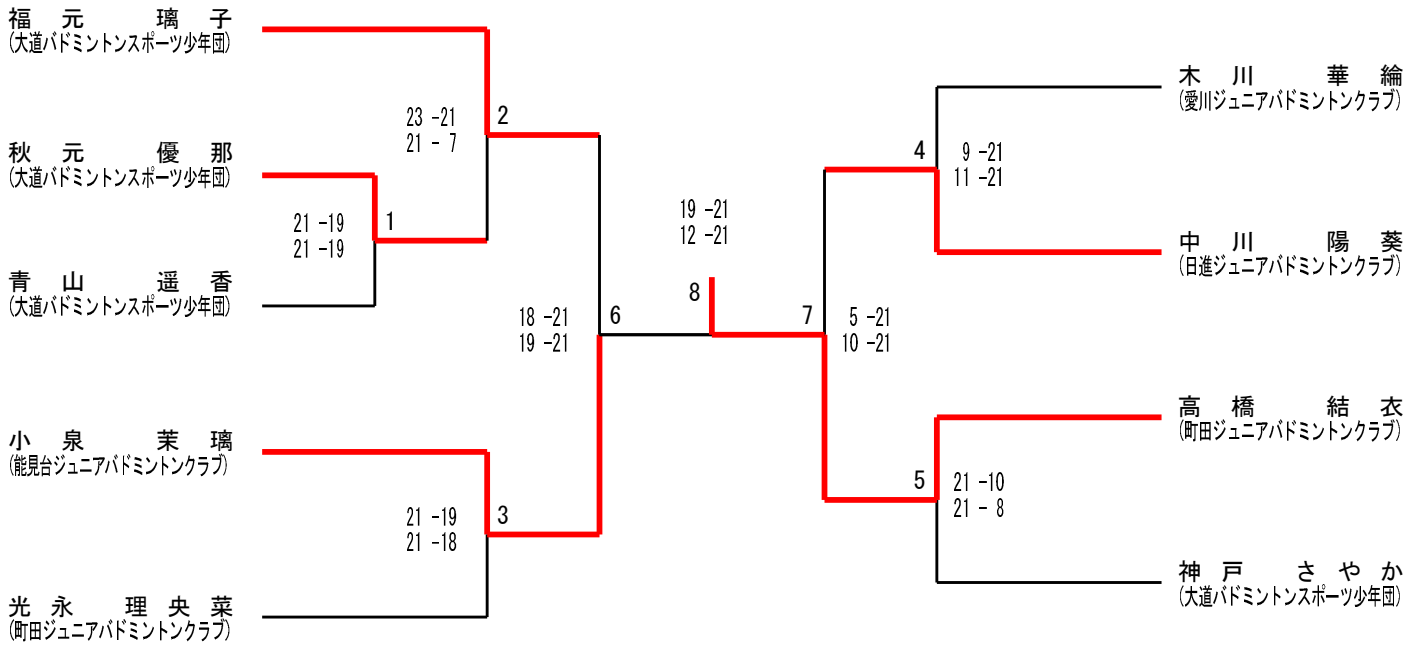 福元 璃子
(大道バドミントンスポーツ少年団)
秋元 優那
(大道バドミントンスポーツ少年団)
青山 遥香
(大道バドミントンスポーツ少年団)
小泉 茉璃
(能見台ジュニアバドミントンクラブ)
光永 理央菜
(町田ジュニアバドミントンクラブ)
23 -21
21 - 7
2
21 -19
21 -19
1
21 -19
21 -18
3
18 -21
19 -21
6
19 -21
12 -21
8
7
5 -21
10 -21
4
9 -21
11 -21
5
21 -10
21 - 8
木川 華綸
(愛川ジュニアバドミントンクラブ)
中川 陽葵
(日進ジュニアバドミントンクラブ)
高橋 結衣
(町田ジュニアバドミントンクラブ)
神戸 さやか
(大道バドミントンスポーツ少年団)